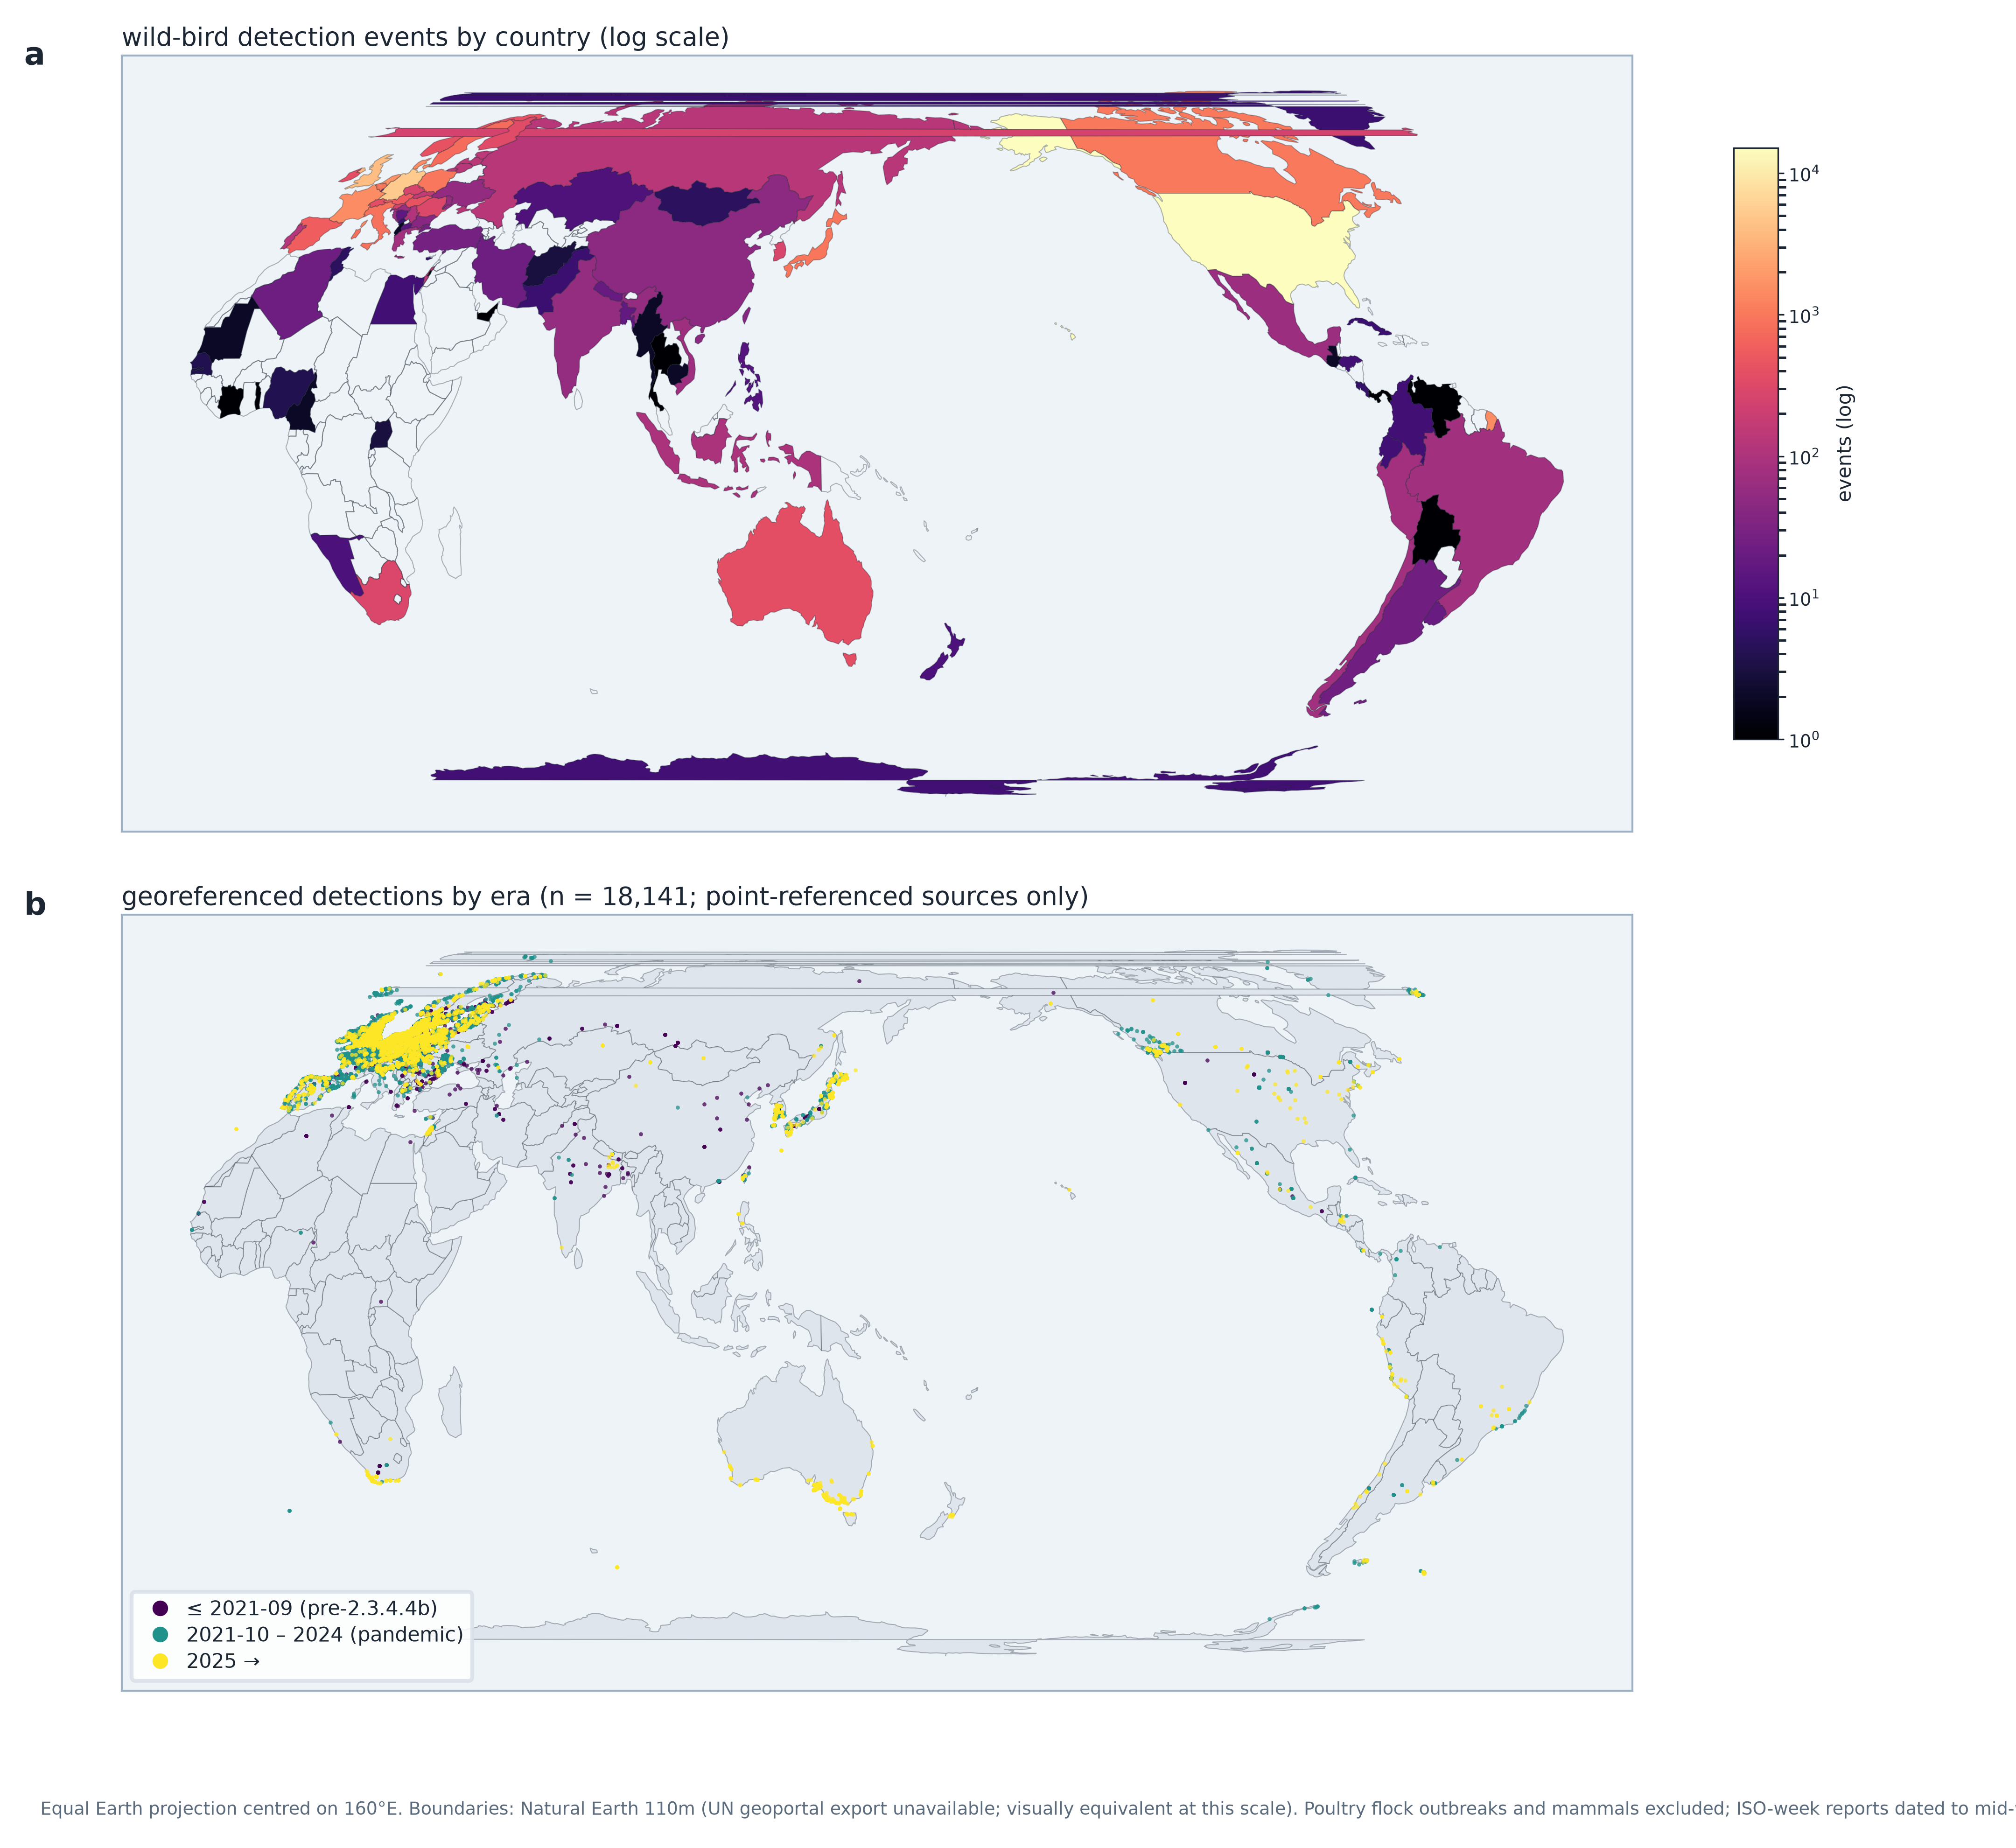 a
wild-bird detection events by country (log scale)
10⁴
10³
10²
10¹
10⁰
events (log)
b
georeferenced detections by era (n = 18,141; point-referenced sources only)
≤ 2021-09 (pre-2.3.4.4b)
2021-10 – 2024 (pandemic)
2025 →
Equal Earth projection centred on 160°E. Boundaries: Natural Earth 110m (UN geoportal export unavailable; visually equivalent at this scale). Poultry flock outbreaks and mammals excluded; ISO-week reports dated to mid-